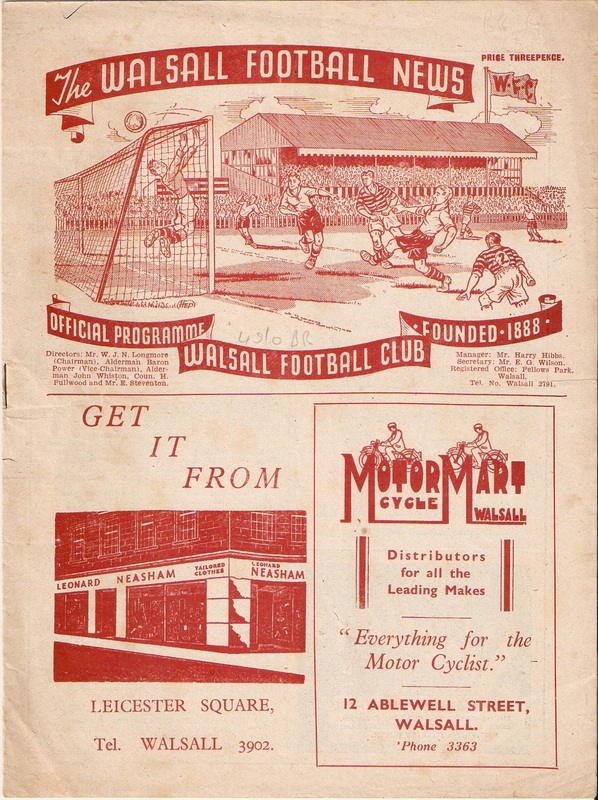 PRICE THREEPENCE.
The WALSALL FOOTBALL NEWS
W.F.C
OFFICIAL PROGRAMME
FOUNDED · 1888 ·
WALSALL FOOTBALL CLUB
Directors: Mr. W. J. N. Longmore
(Chairman), Alderman Baron
Power (Vice-Chairman), Alder-
man John Whiston, Coun. H.
Fullwood and Mr. E. Steventon.
Manager: Mr. Harry Hibbs.
Secretary: Mr. E. G. Wilson.
Registered Office: Fellows Park,
Walsall.
Tel. No. Walsall 2791.
GET
IT
FROM
LEONARD NEASHAM
TAILORED
CLOTHES
LEONARD
NEASHAM
LEICESTER SQUARE,
Tel. WALSALL 3902.
MOTOR MART
CYCLE
WALSALL
Distributors
for all the
Leading Makes
"Everything for the
Motor Cyclist."
12 ABLEWELL STREET,
WALSALL.
'Phone 3363